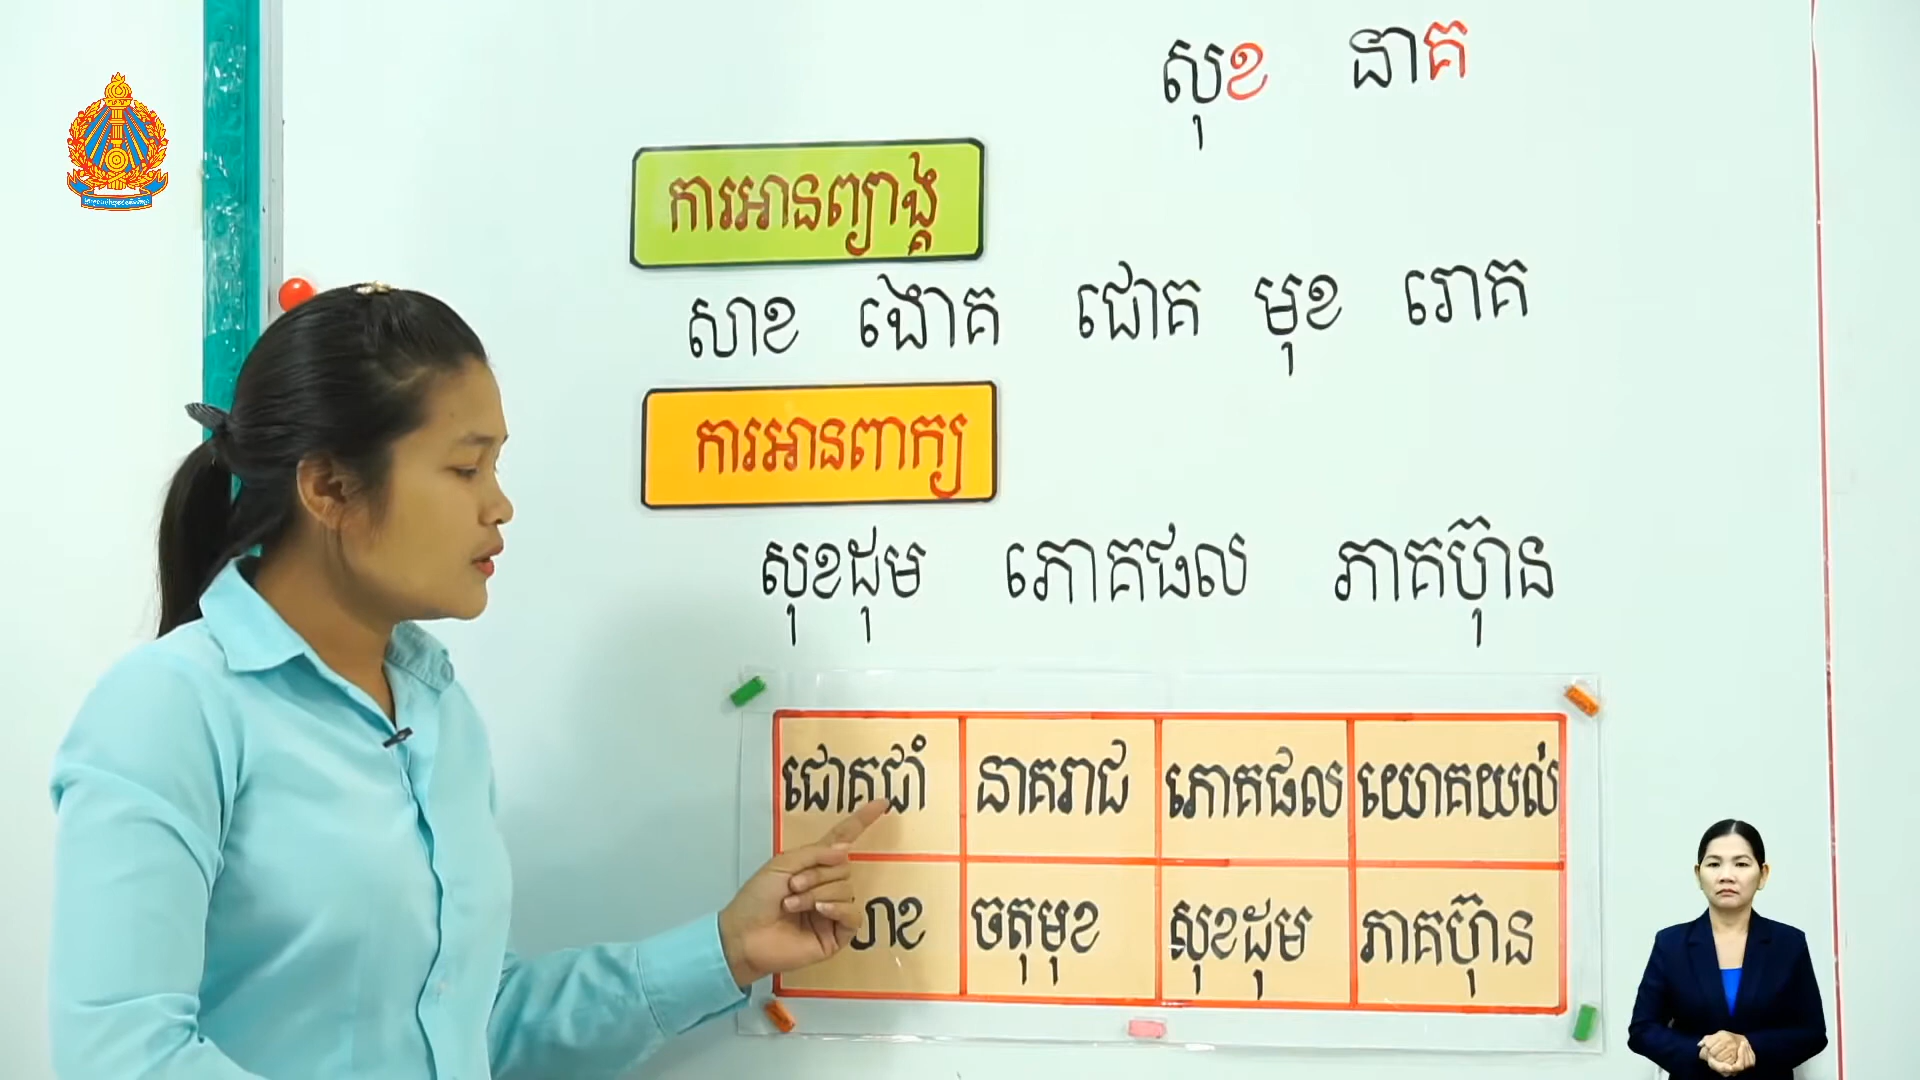 សុខ នាគ
ការអានព្យាង្គ
សាខ ងោគ ជោគ មុខ រោគ
ការអានពាក្យ
សុខដុម ភោគផល ភាគហ៊ុន
ជោគជាំ នាគរាជ ភោគផល យោគយល់
ចតុមុខ សុខដុម ភាគហ៊ុន